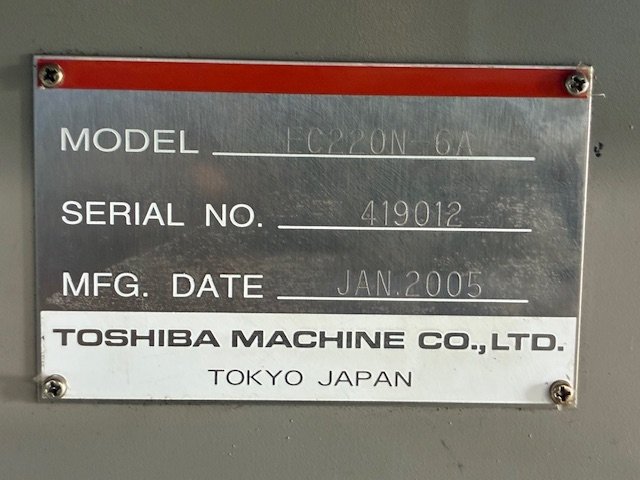 MODEL EC220N-6A
SERIAL NO. 419012
MFG. DATE JAN.2005
TOSHIBA MACHINE CO.,LTD.
TOKYO JAPAN